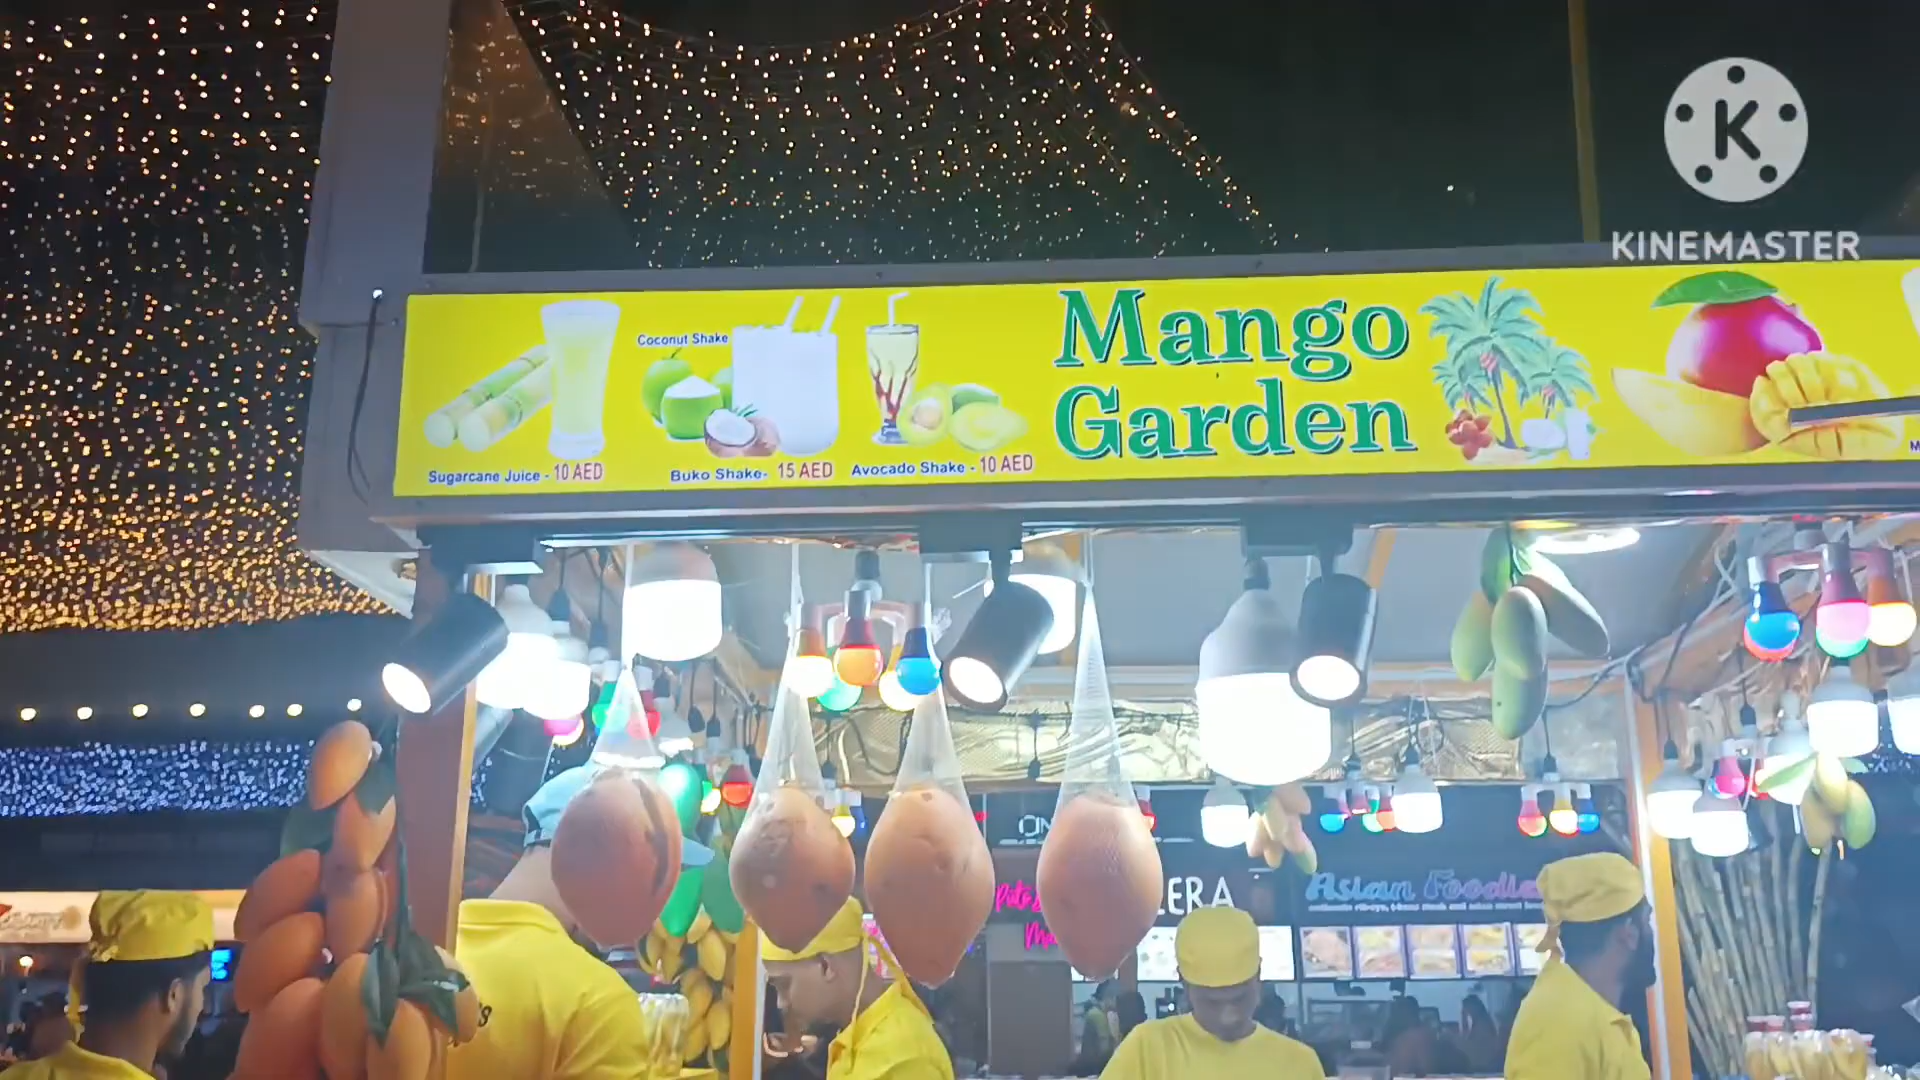 K
KINEMASTER
Mango
Garden
Coconut Shake
Sugarcane Juice - 10 AED
Buko Shake- 15 AED
Avocado Shake - 10 AED
Asian Foodie